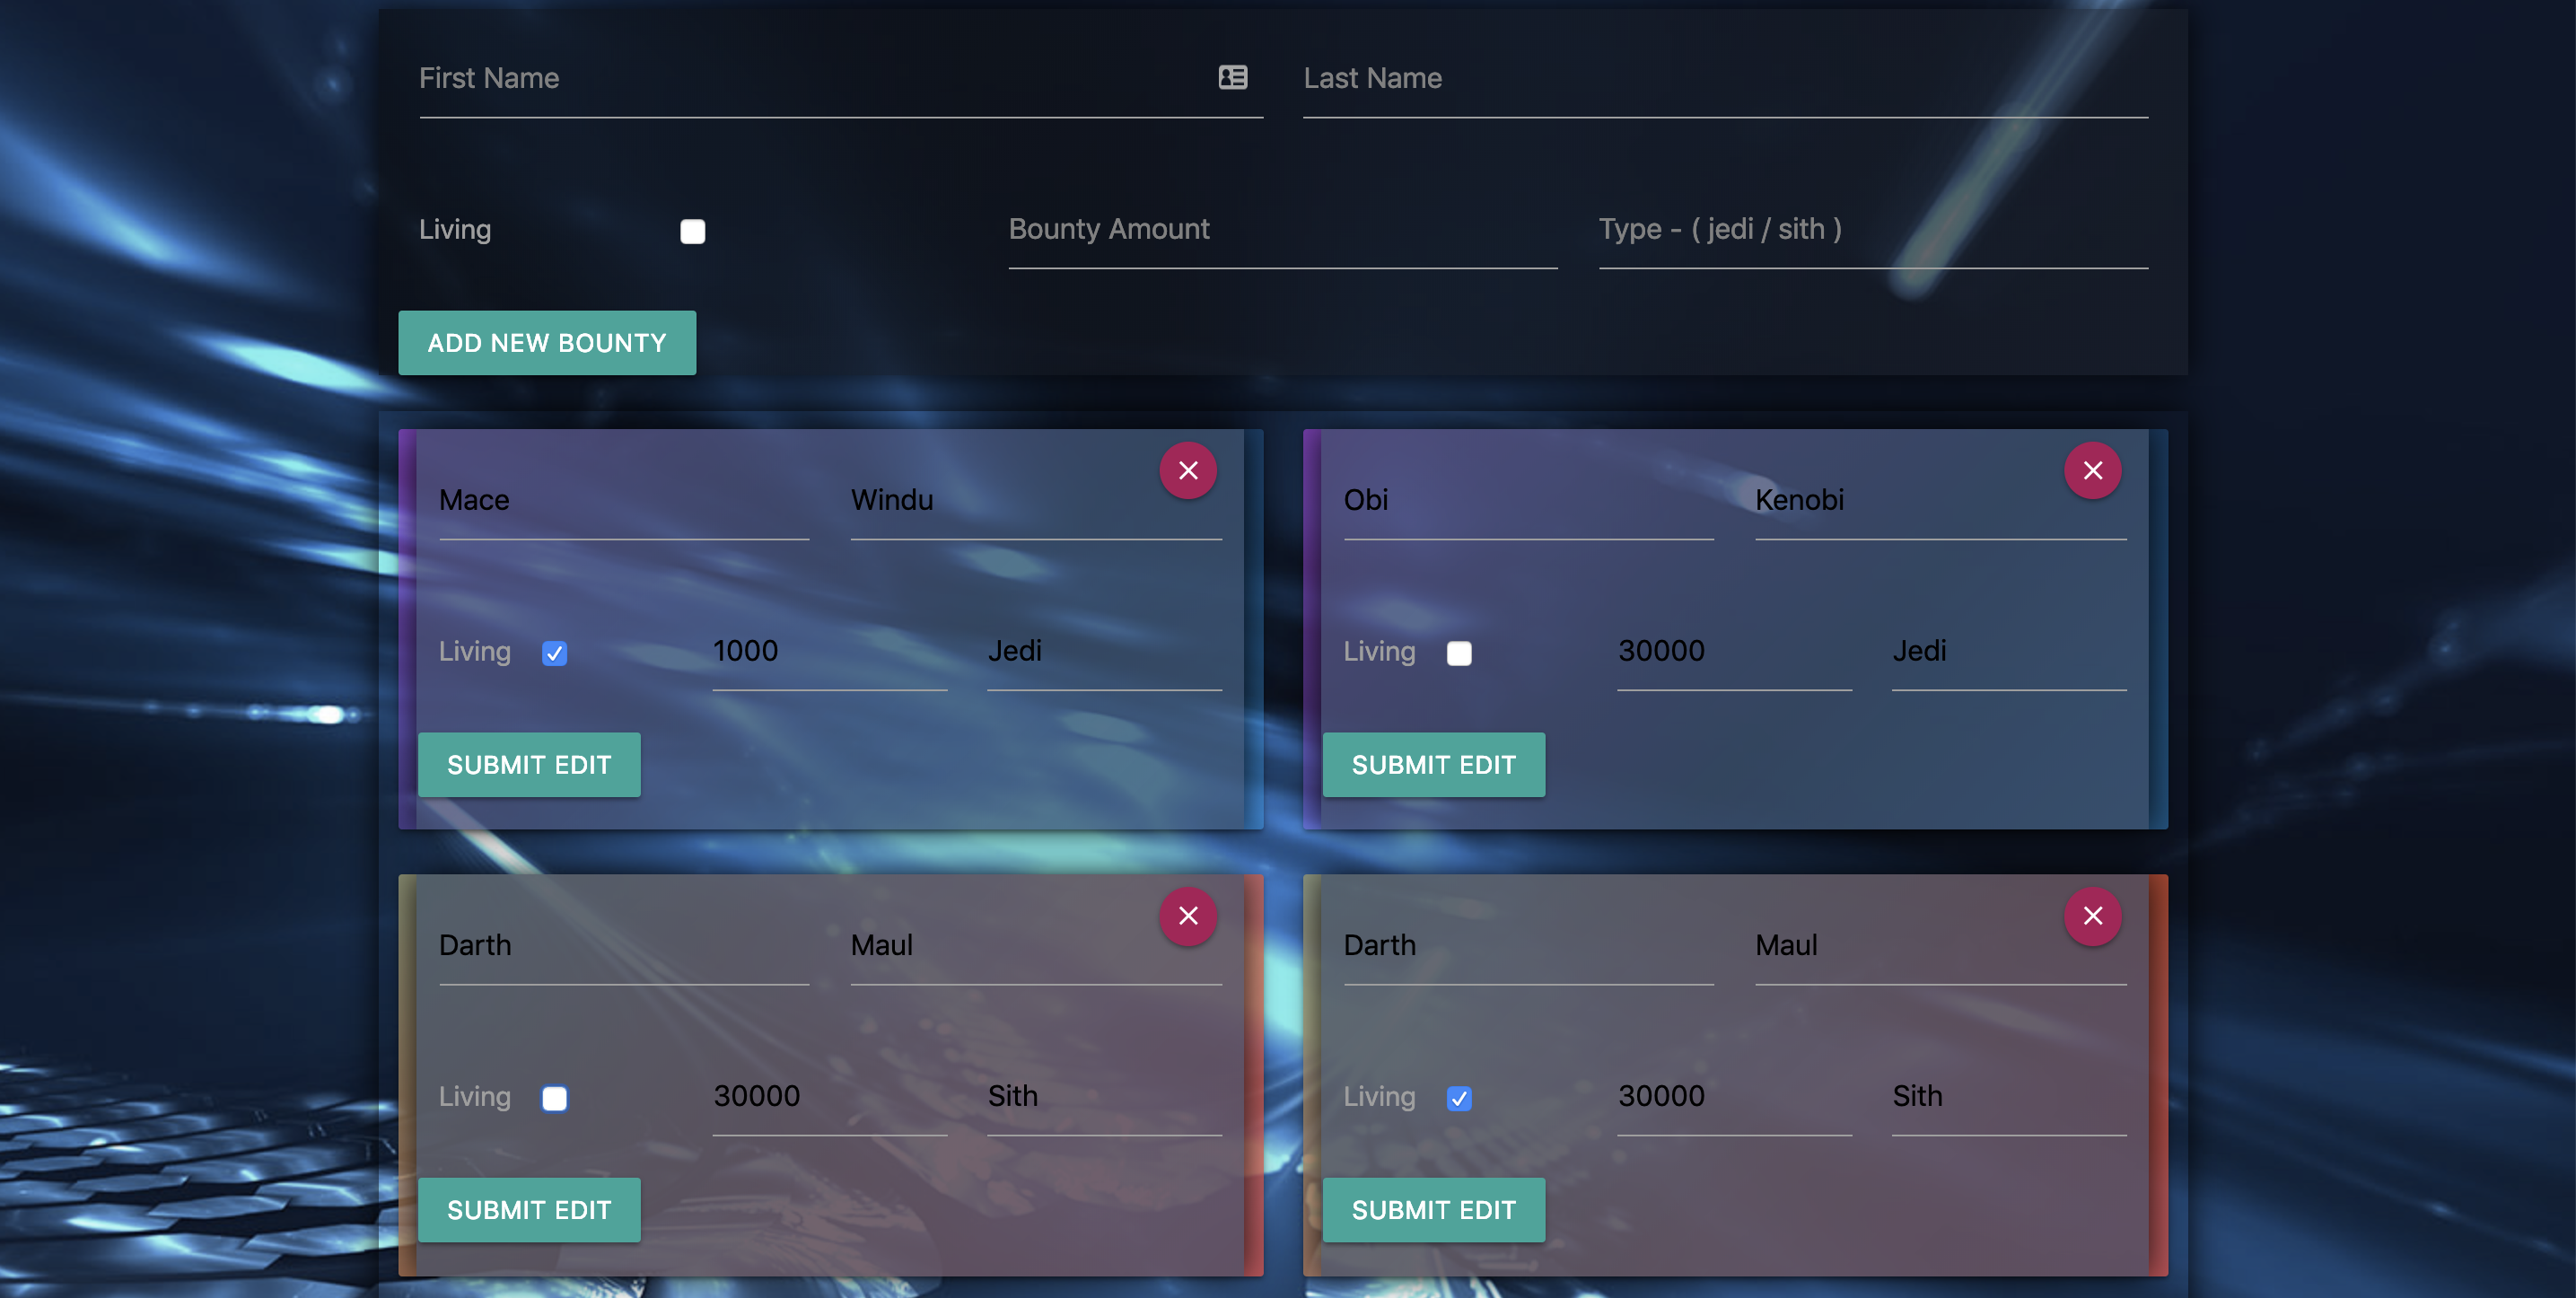 First Name Last Name
Living Bounty Amount Type - ( jedi / sith )
ADD NEW BOUNTY
Mace Windu
Living 1000 Jedi
SUBMIT EDIT
Obi Kenobi
Living 30000 Jedi
SUBMIT EDIT
Darth Maul
Living 30000 Sith
SUBMIT EDIT
Darth Maul
Living 30000 Sith
SUBMIT EDIT